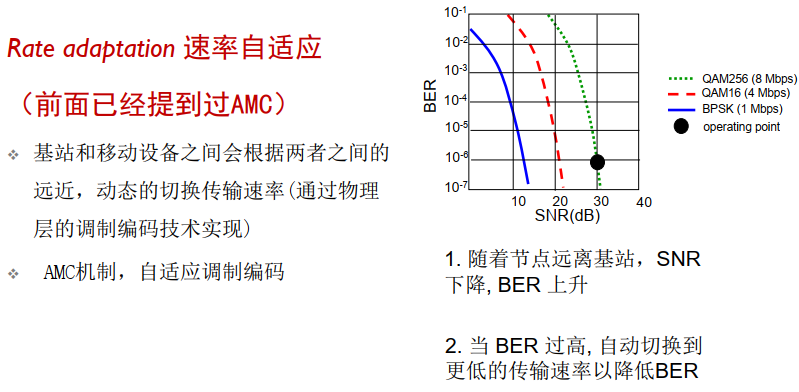 Rate adaptation 速率自适应
（前面已经提到过AMC）
基站和移动设备之间会根据两者之间的
远近，动态的切换传输速率(通过物理
层的调制编码技术实现)
AMC机制，自适应调制编码
10-1
10-2
10-3
10-4
10-5
10-6
10-7
BER
10 20 30 40
SNR(dB)
QAM256 (8 Mbps)
QAM16 (4 Mbps)
BPSK (1 Mbps)
operating point
1. 随着节点远离基站，SNR
下降, BER 上升
2. 当 BER 过高, 自动切换到
更低的传输速率以降低BER